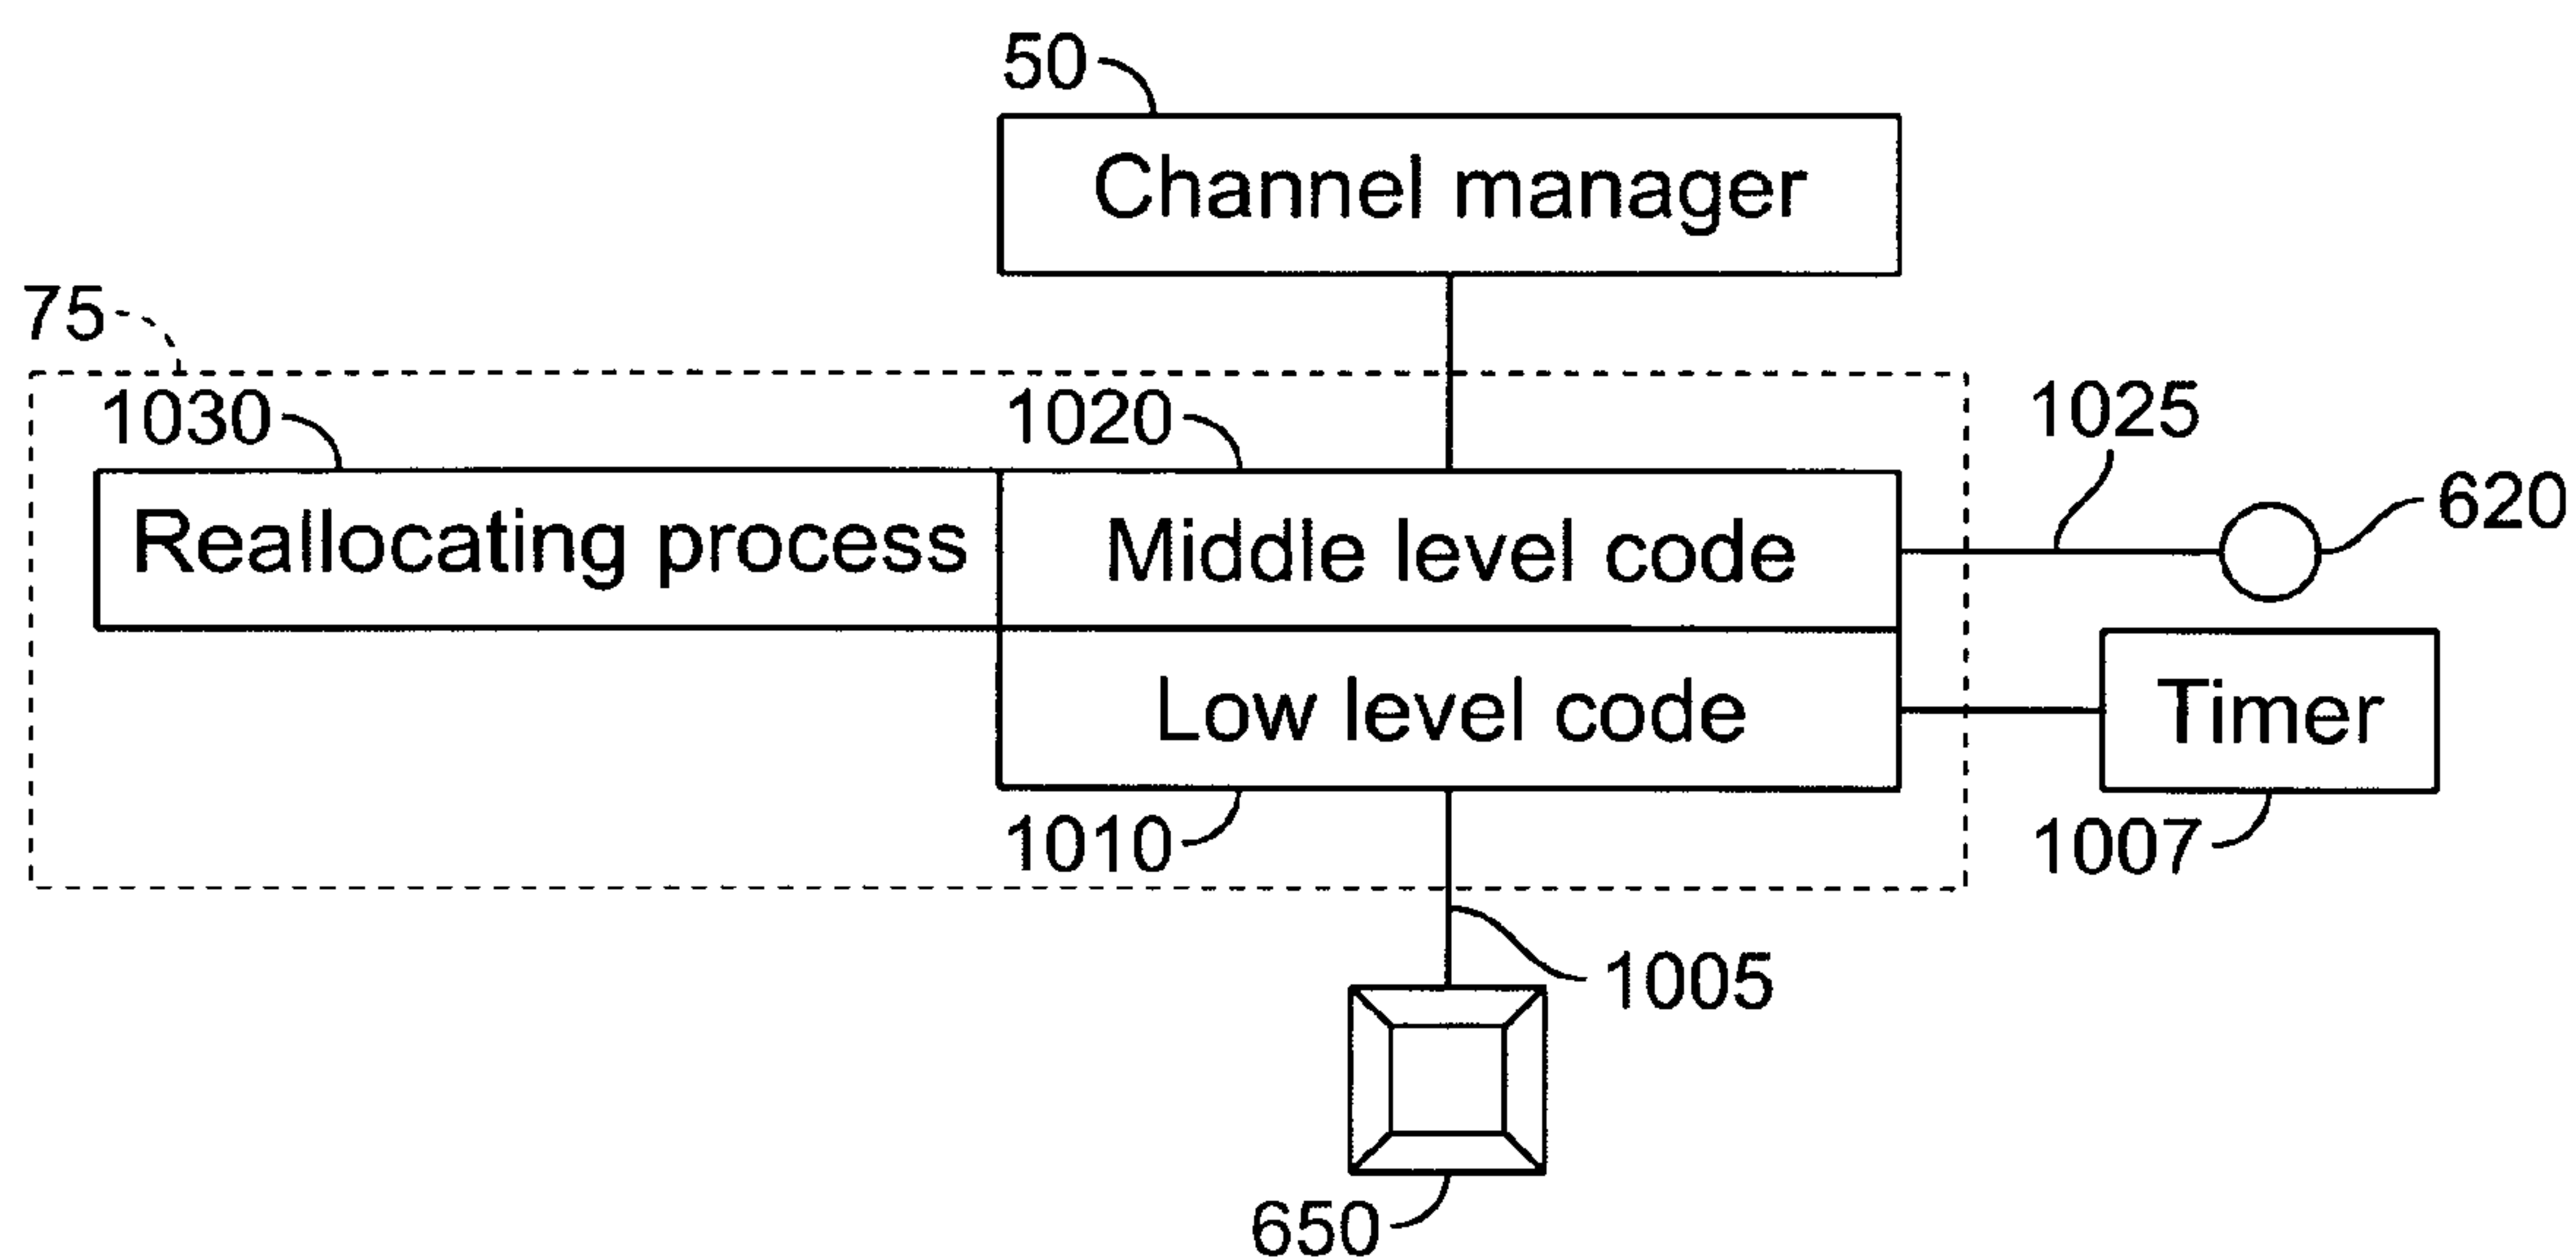 50
Channel manager
75
1030
1020
1025
620
Reallocating process
Middle level code
Low level code
Timer
1010
1007
1005
650